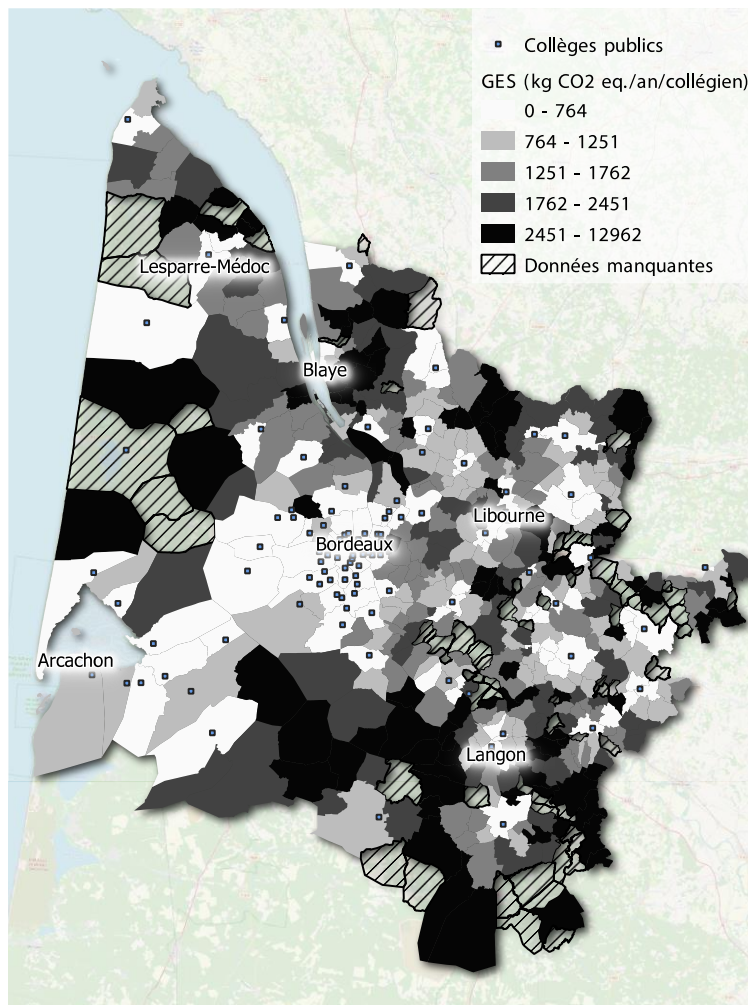 Collèges publics
GES (kg CO2 eq./an/collégien)
0 - 764
764 - 1251
1251 - 1762
1762 - 2451
2451 - 12962
Données manquantes
Lesparre-Médoc
Blaye
Libourne
Bordeaux
Arcachon
Langon